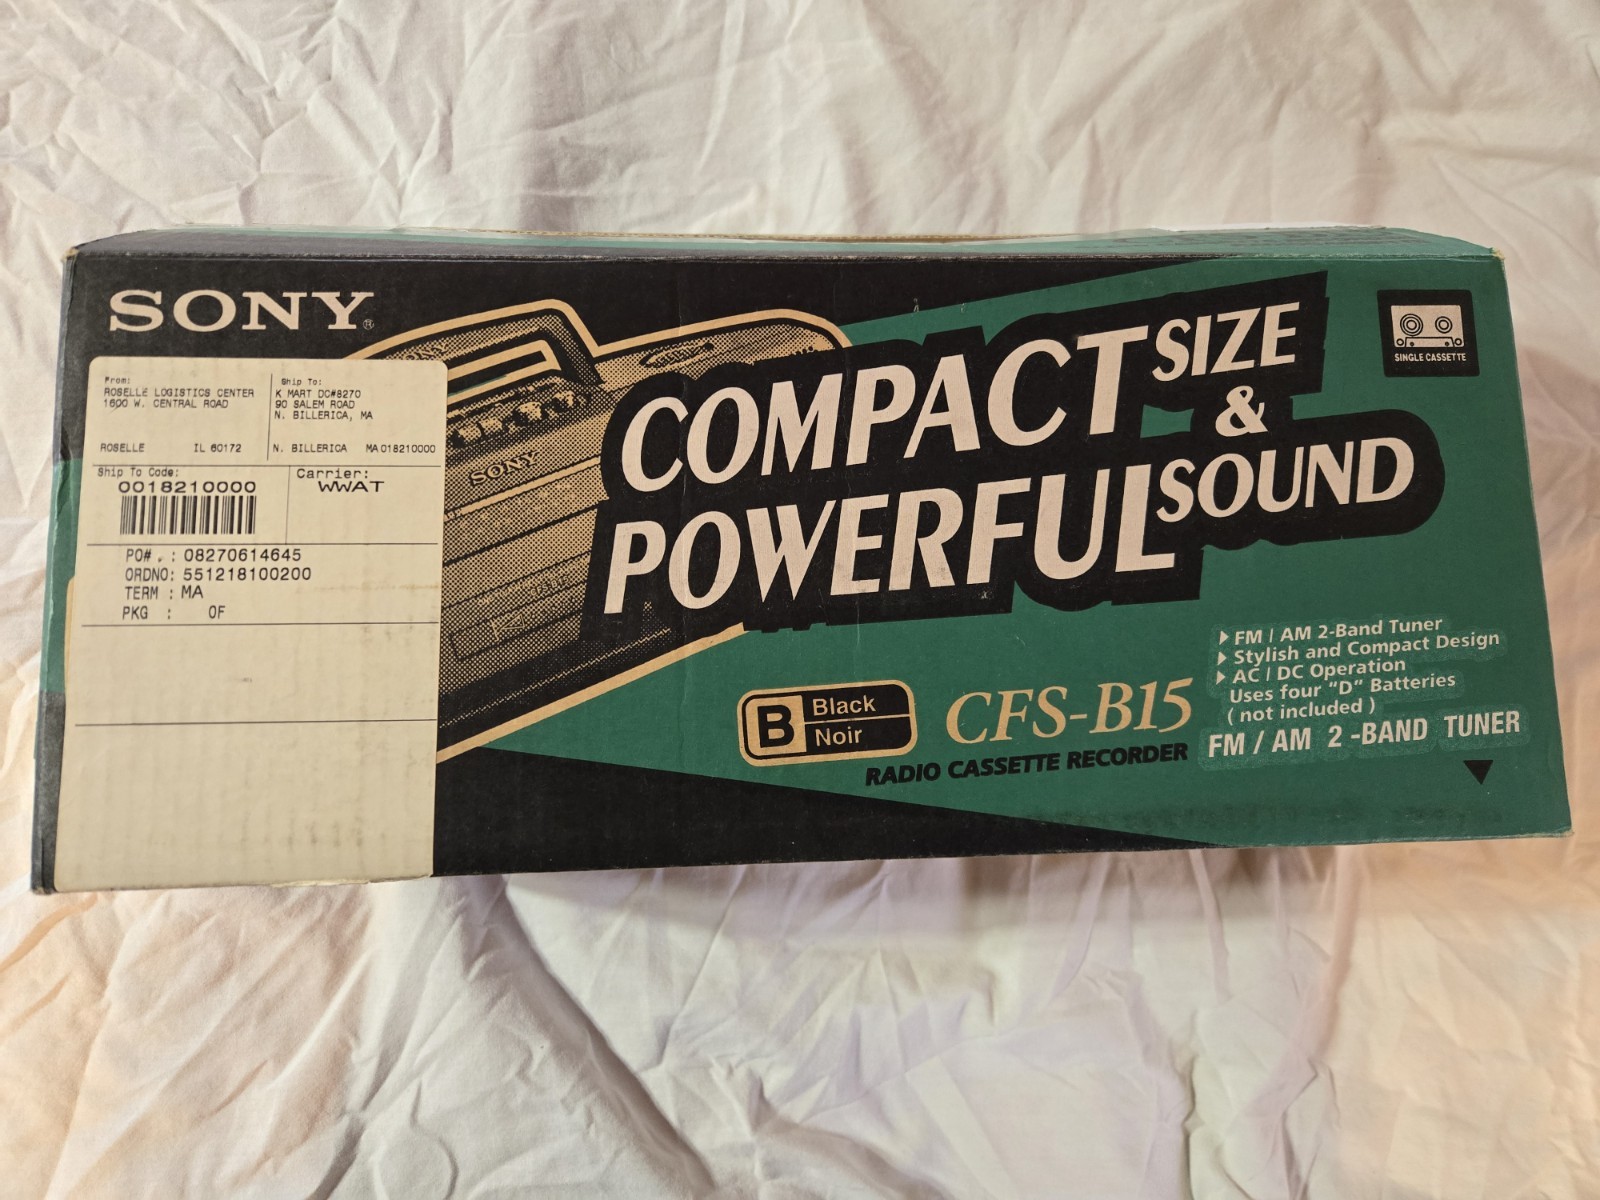 SONY®
From:
ROSELLE LOGISTICS CENTER
1600 W. CENTRAL ROAD
ROSELLE IL 60172
Ship To:
K MART DC#8270
90 SALEM ROAD
N. BILLERICA, MA
N. BILLERICA MA 018210000
Ship To Code:
0018210000
Carrier:
WWAT
PO# . : 08270614645
ORDNO: 551218100200
TERM : MA
PKG : OF
SONY
SONY
COMPACT SIZE
&
POWERFUL SOUND
SINGLE CASSETTE
B Black
Noir
CFS-B15
RADIO CASSETTE RECORDER
FM / AM 2-Band Tuner
Stylish and Compact Design
AC / DC Operation
Uses four "D" Batteries
( not included )
FM / AM 2 -BAND TUNER